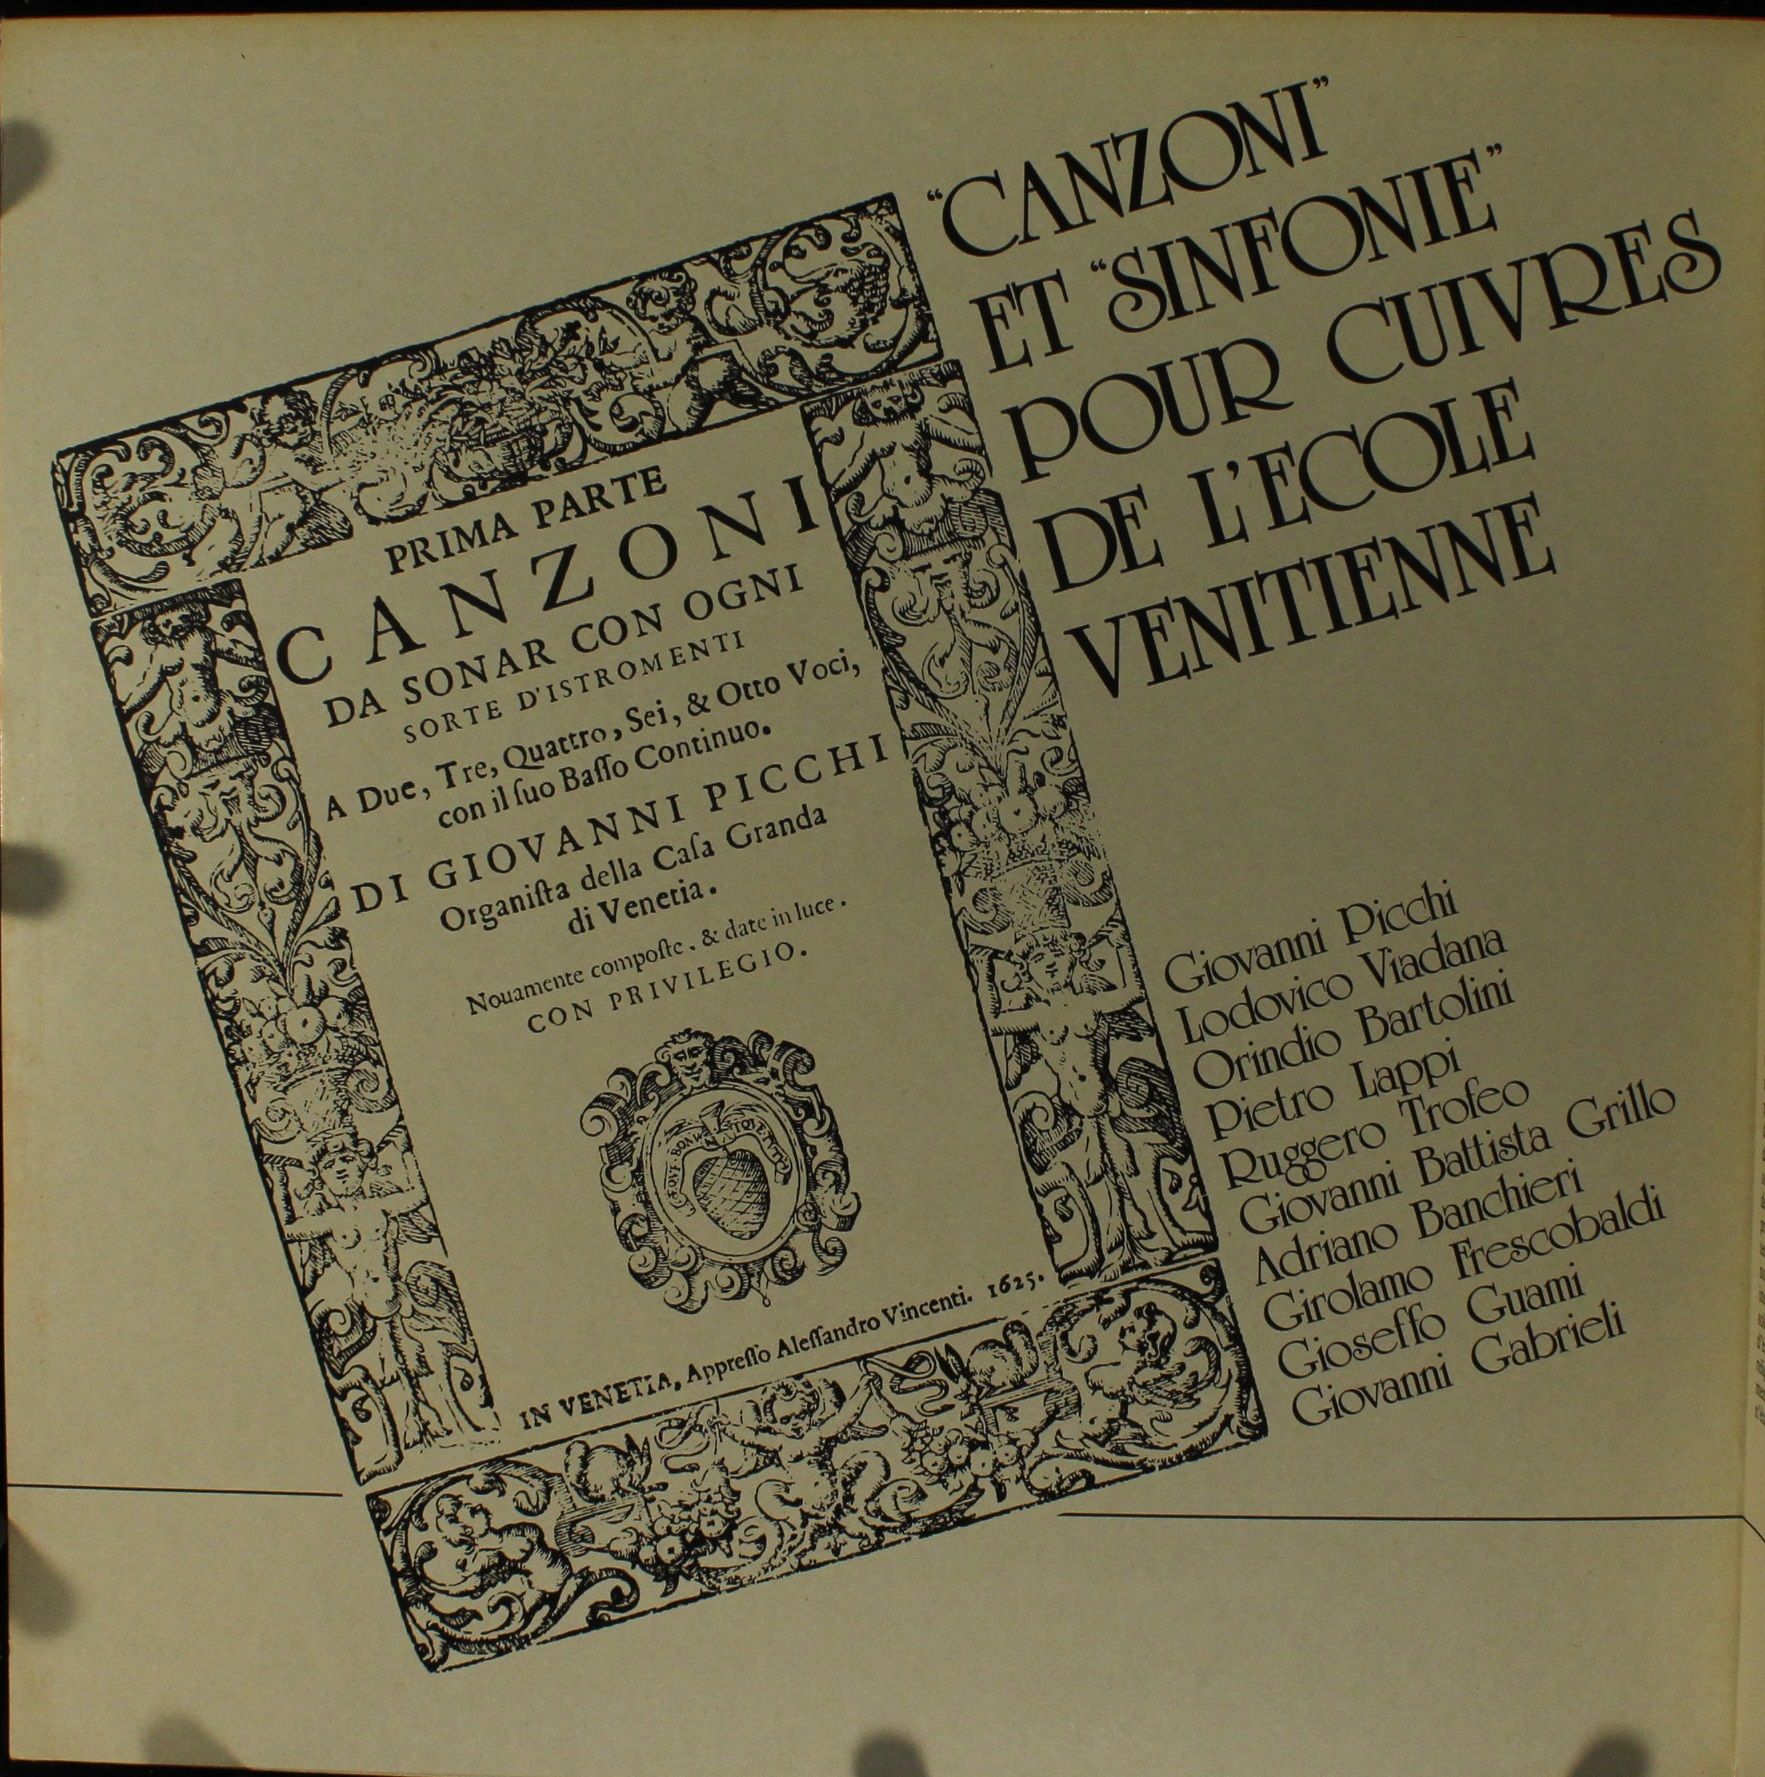 "CANZONI"
ET "SINFONIE"
POUR CUIVRES
DE L'ECOLE
VENITIENNE
PRIMA PARTE
CANZONI
DA SONAR CON OGNI
SORTE D'ISTROMENTI
A Due, Tre, Quattro, Sei, & Otto Voci,
con il ſuo Baſſo Continuo.
DI GIOVANNI PICCHI
Organiſta della Caſa Granda
di Venetia.
Nouamente compoſte, & date in luce.
CON PRIVILEGIO.
IN VENETIA, Appreſſo Aleſſandro Vincenti. 1625.
Giovanni Picchi
Lodovico Viadana
Orindio Bartolini
Pietro Lappi
Ruggero Trofeo
Giovanni Battista Grillo
Adriano Banchieri
Girolamo Frescobaldi
Gioseffo Guami
Giovanni Gabrieli